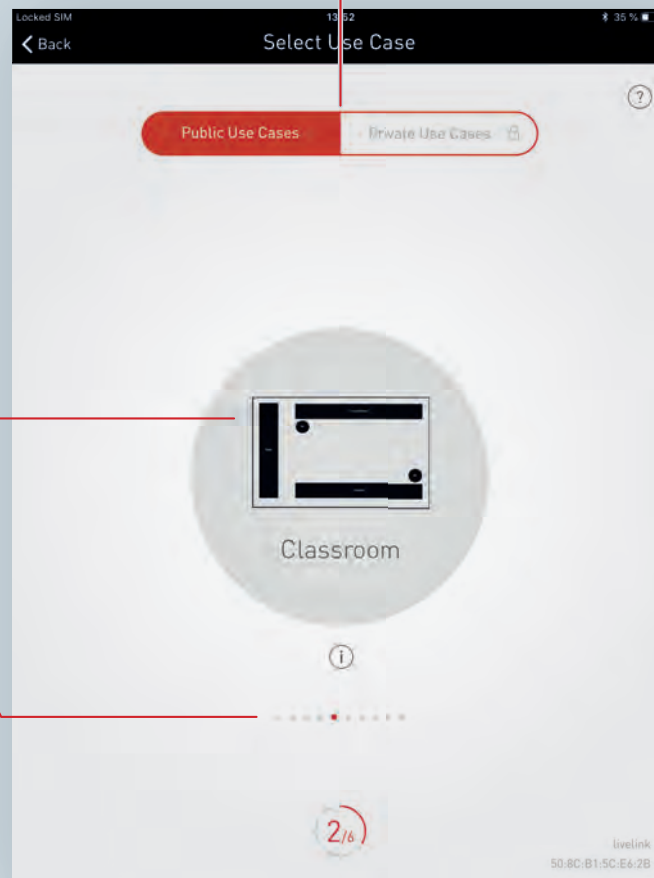 Locked SIM 13:52 35 %
Back Select Use Case
?
Public Use Cases Private Use Cases
Classroom
i
2/6
livelink
50:8C:B1:5C:E6:2B